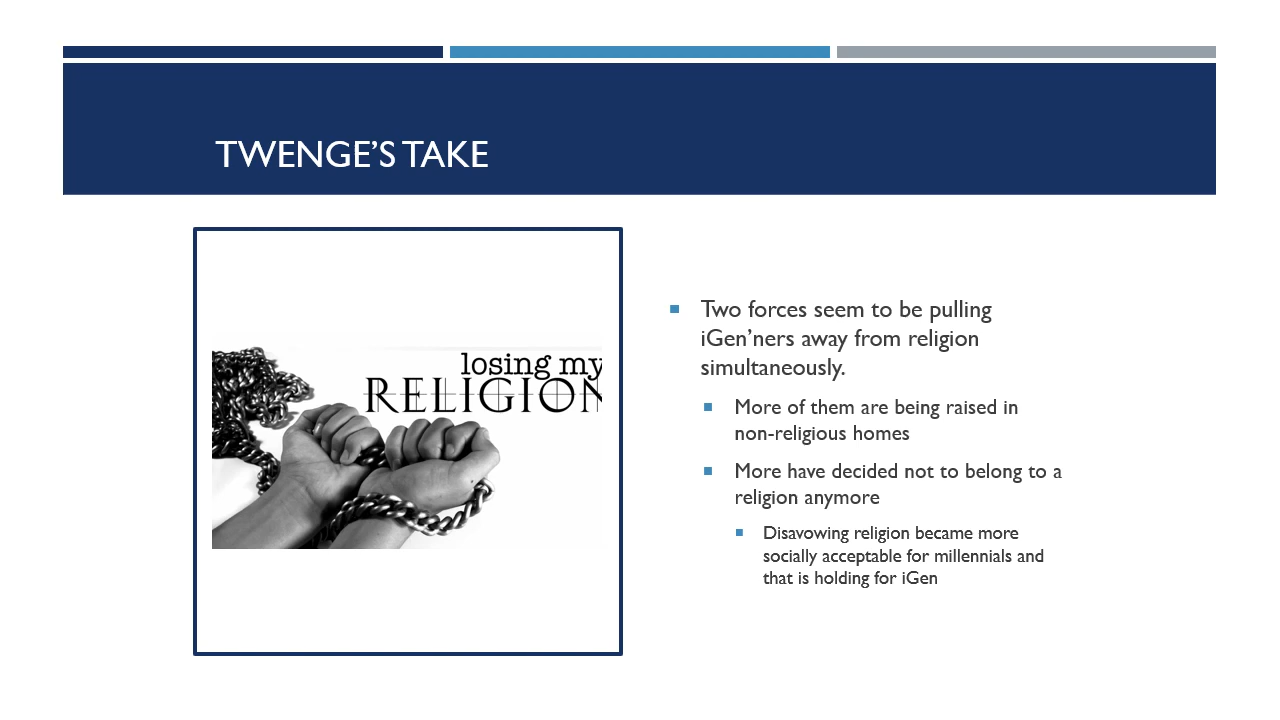 TWENGE'S TAKE
losing my
RELIGION
Two forces seem to be pulling
iGen'ners away from religion
simultaneously.
More of them are being raised in
non-religious homes
More have decided not to belong to a
religion anymore
Disavowing religion became more
socially acceptable for millennials and
that is holding for iGen